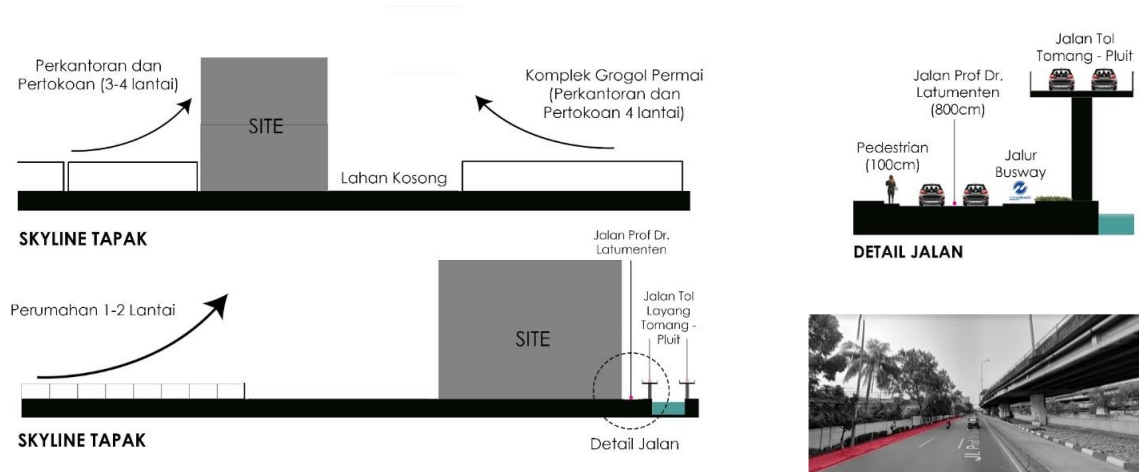 Perkantoran dan
Pertokoan (3-4 lantai)
SITE
Lahan Kosong
Komplek Grogol Permai
(Perkantoran dan
Pertokoan 4 lantai)
SKYLINE TAPAK
Perumahan 1-2 Lantai
SITE
Jalan Prof Dr.
Latumenten
Jalan Tol
Layang
Tomang -
Pluit
Detail Jalan
SKYLINE TAPAK
Jalan Tol
Tomang - Pluit
Jalan Prof Dr.
Latumenten
(800cm)
Pedestrian
(100cm)
Jalur
Busway
DETAIL JALAN